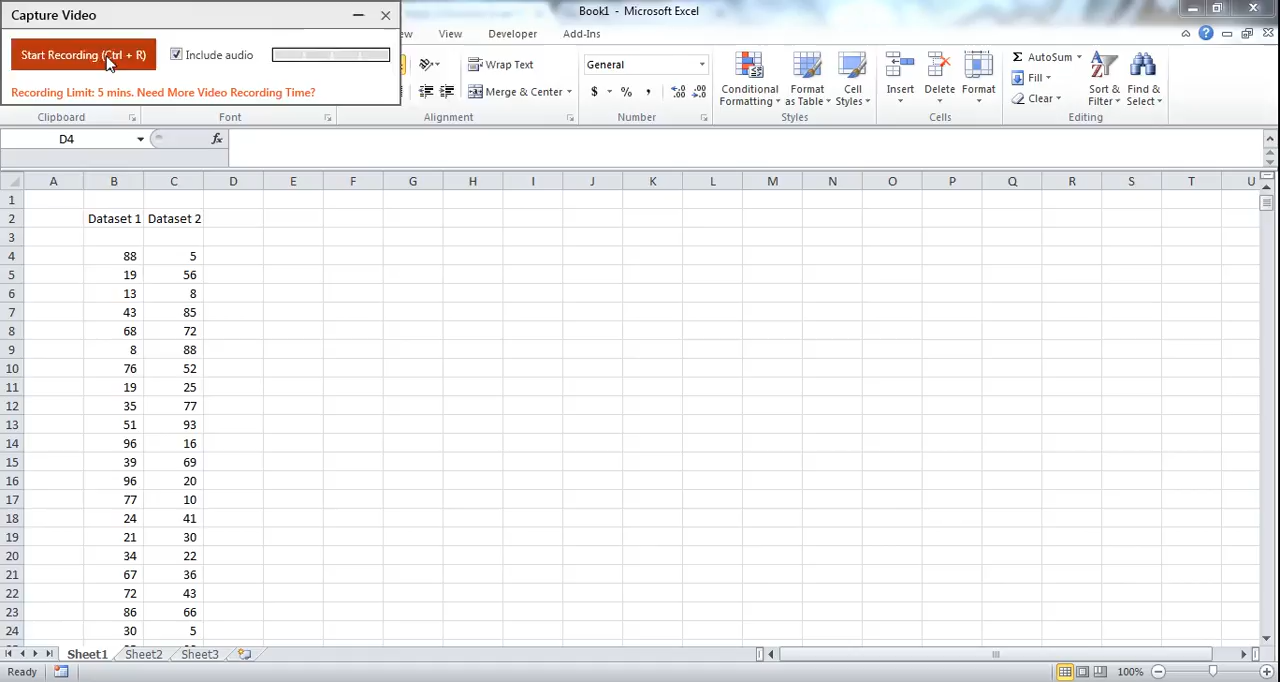 Capture Video
Start Recording (Ctrl + R)
Include audio
Recording Limit: 5 mins. Need More Video Recording Time?
Book1 - Microsoft Excel
ew View Developer Add-Ins
Wrap Text
Merge & Center
General
$ % ,
Conditional Formatting
Format as Table
Cell Styles
Insert Delete Format
AutoSum
Fill
Clear
Sort & Filter
Find & Select
Clipboard Font Alignment Number Styles Cells Editing
D4 fx
A B C D E F G H I J K L M N O P Q R S T U
1
2 Dataset 1 Dataset 2
3
4 88 5
5 19 56
6 13 8
7 43 85
8 68 72
9 8 88
10 76 52
11 19 25
12 35 77
13 51 93
14 96 16
15 39 69
16 96 20
17 77 10
18 24 41
19 21 30
20 34 22
21 67 36
22 72 43
23 86 66
24 30 5
Sheet1 Sheet2 Sheet3
Ready 100%